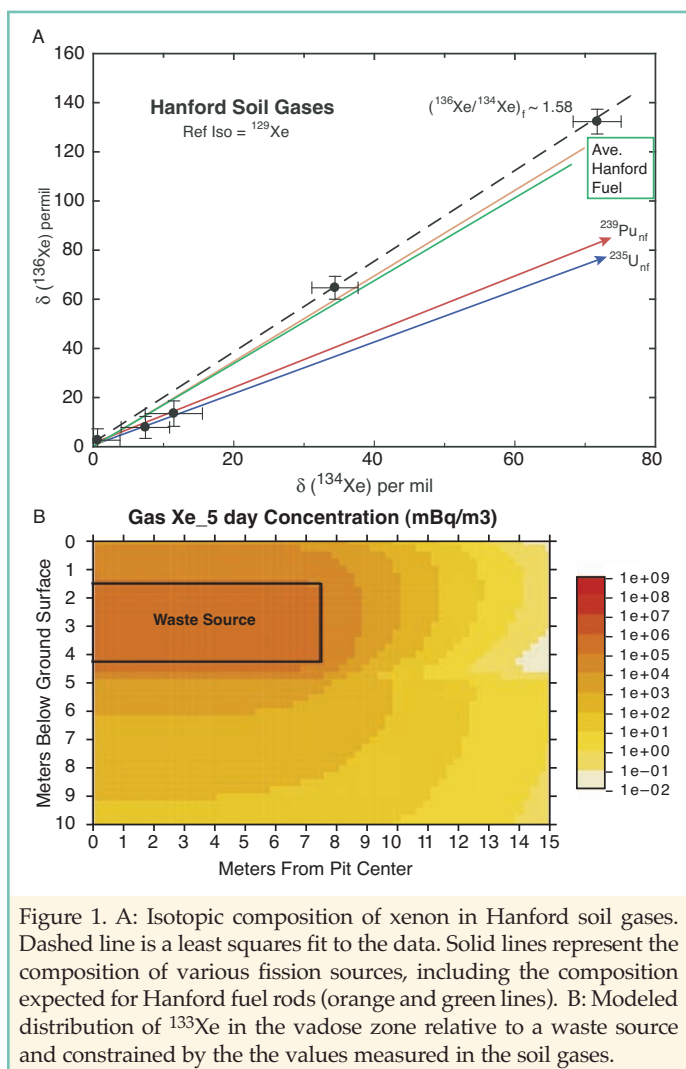 A
160
140
120
100
80
60
40
20
0
δ (¹³⁶Xe) permil
Hanford Soil Gases
Ref Iso = ¹²⁹Xe
(¹³⁶Xe/¹³⁴Xe)f ~ 1.58
Ave.
Hanford
Fuel
²³⁹Pu nf
²³⁵U nf
0 20 40 60 80
δ (¹³⁴Xe) per mil
B
Gas Xe_5 day Concentration (mBq/m3)
0
1
2
3
4
5
6
7
8
9
10
Meters Below Ground Surface
Waste Source
0 1 2 3 4 5 6 7 8 9 10 11 12 13 14 15
Meters From Pit Center
1e+09
1e+08
1e+07
1e+06
1e+05
1e+04
1e+03
1e+02
1e+01
1e+00
1e−01
1e−02
Figure 1. A: Isotopic composition of xenon in Hanford soil gases.
Dashed line is a least squares fit to the data. Solid lines represent the
composition of various fission sources, including the composition
expected for Hanford fuel rods (orange and green lines). B: Modeled
distribution of ¹³³Xe in the vadose zone relative to a waste source
and constrained by the the values measured in the soil gases.